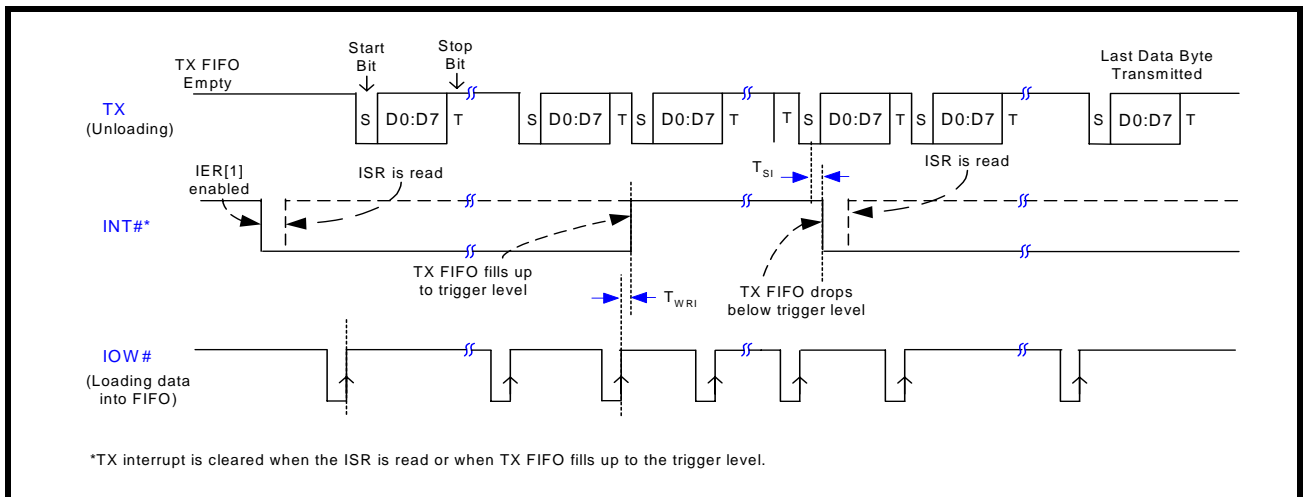 Start
Bit
Stop
Bit
TX FIFO
Empty
Last Data Byte
Transmitted
TX
(Unloading)
S D0:D7 T S D0:D7 T S D0:D7 T T S D0:D7 T S D0:D7 T S D0:D7 T
IER[1]
enabled
ISR is read
TSI
ISR is read
INT#*
TX FIFO fills up
to trigger level
TWRI
TX FIFO drops
below trigger level
IOW#
(Loading data
into FIFO)
*TX interrupt is cleared when the ISR is read or when TX FIFO fills up to the trigger level.